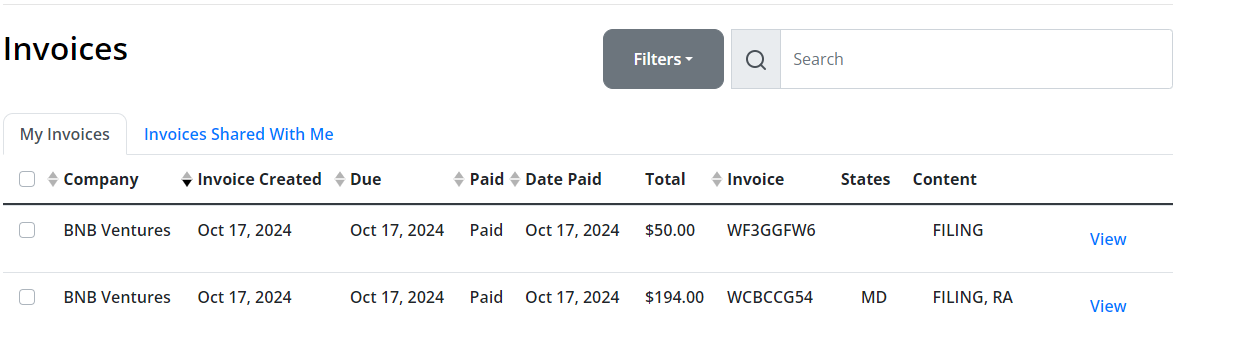 Invoices
Filters
Search
My Invoices Invoices Shared With Me
Company Invoice Created Due Paid Date Paid Total Invoice States Content
BNB Ventures Oct 17, 2024 Oct 17, 2024 Paid Oct 17, 2024 $50.00 WF3GGFW6 FILING View
BNB Ventures Oct 17, 2024 Oct 17, 2024 Paid Oct 17, 2024 $194.00 WCBCCG54 MD FILING, RA View